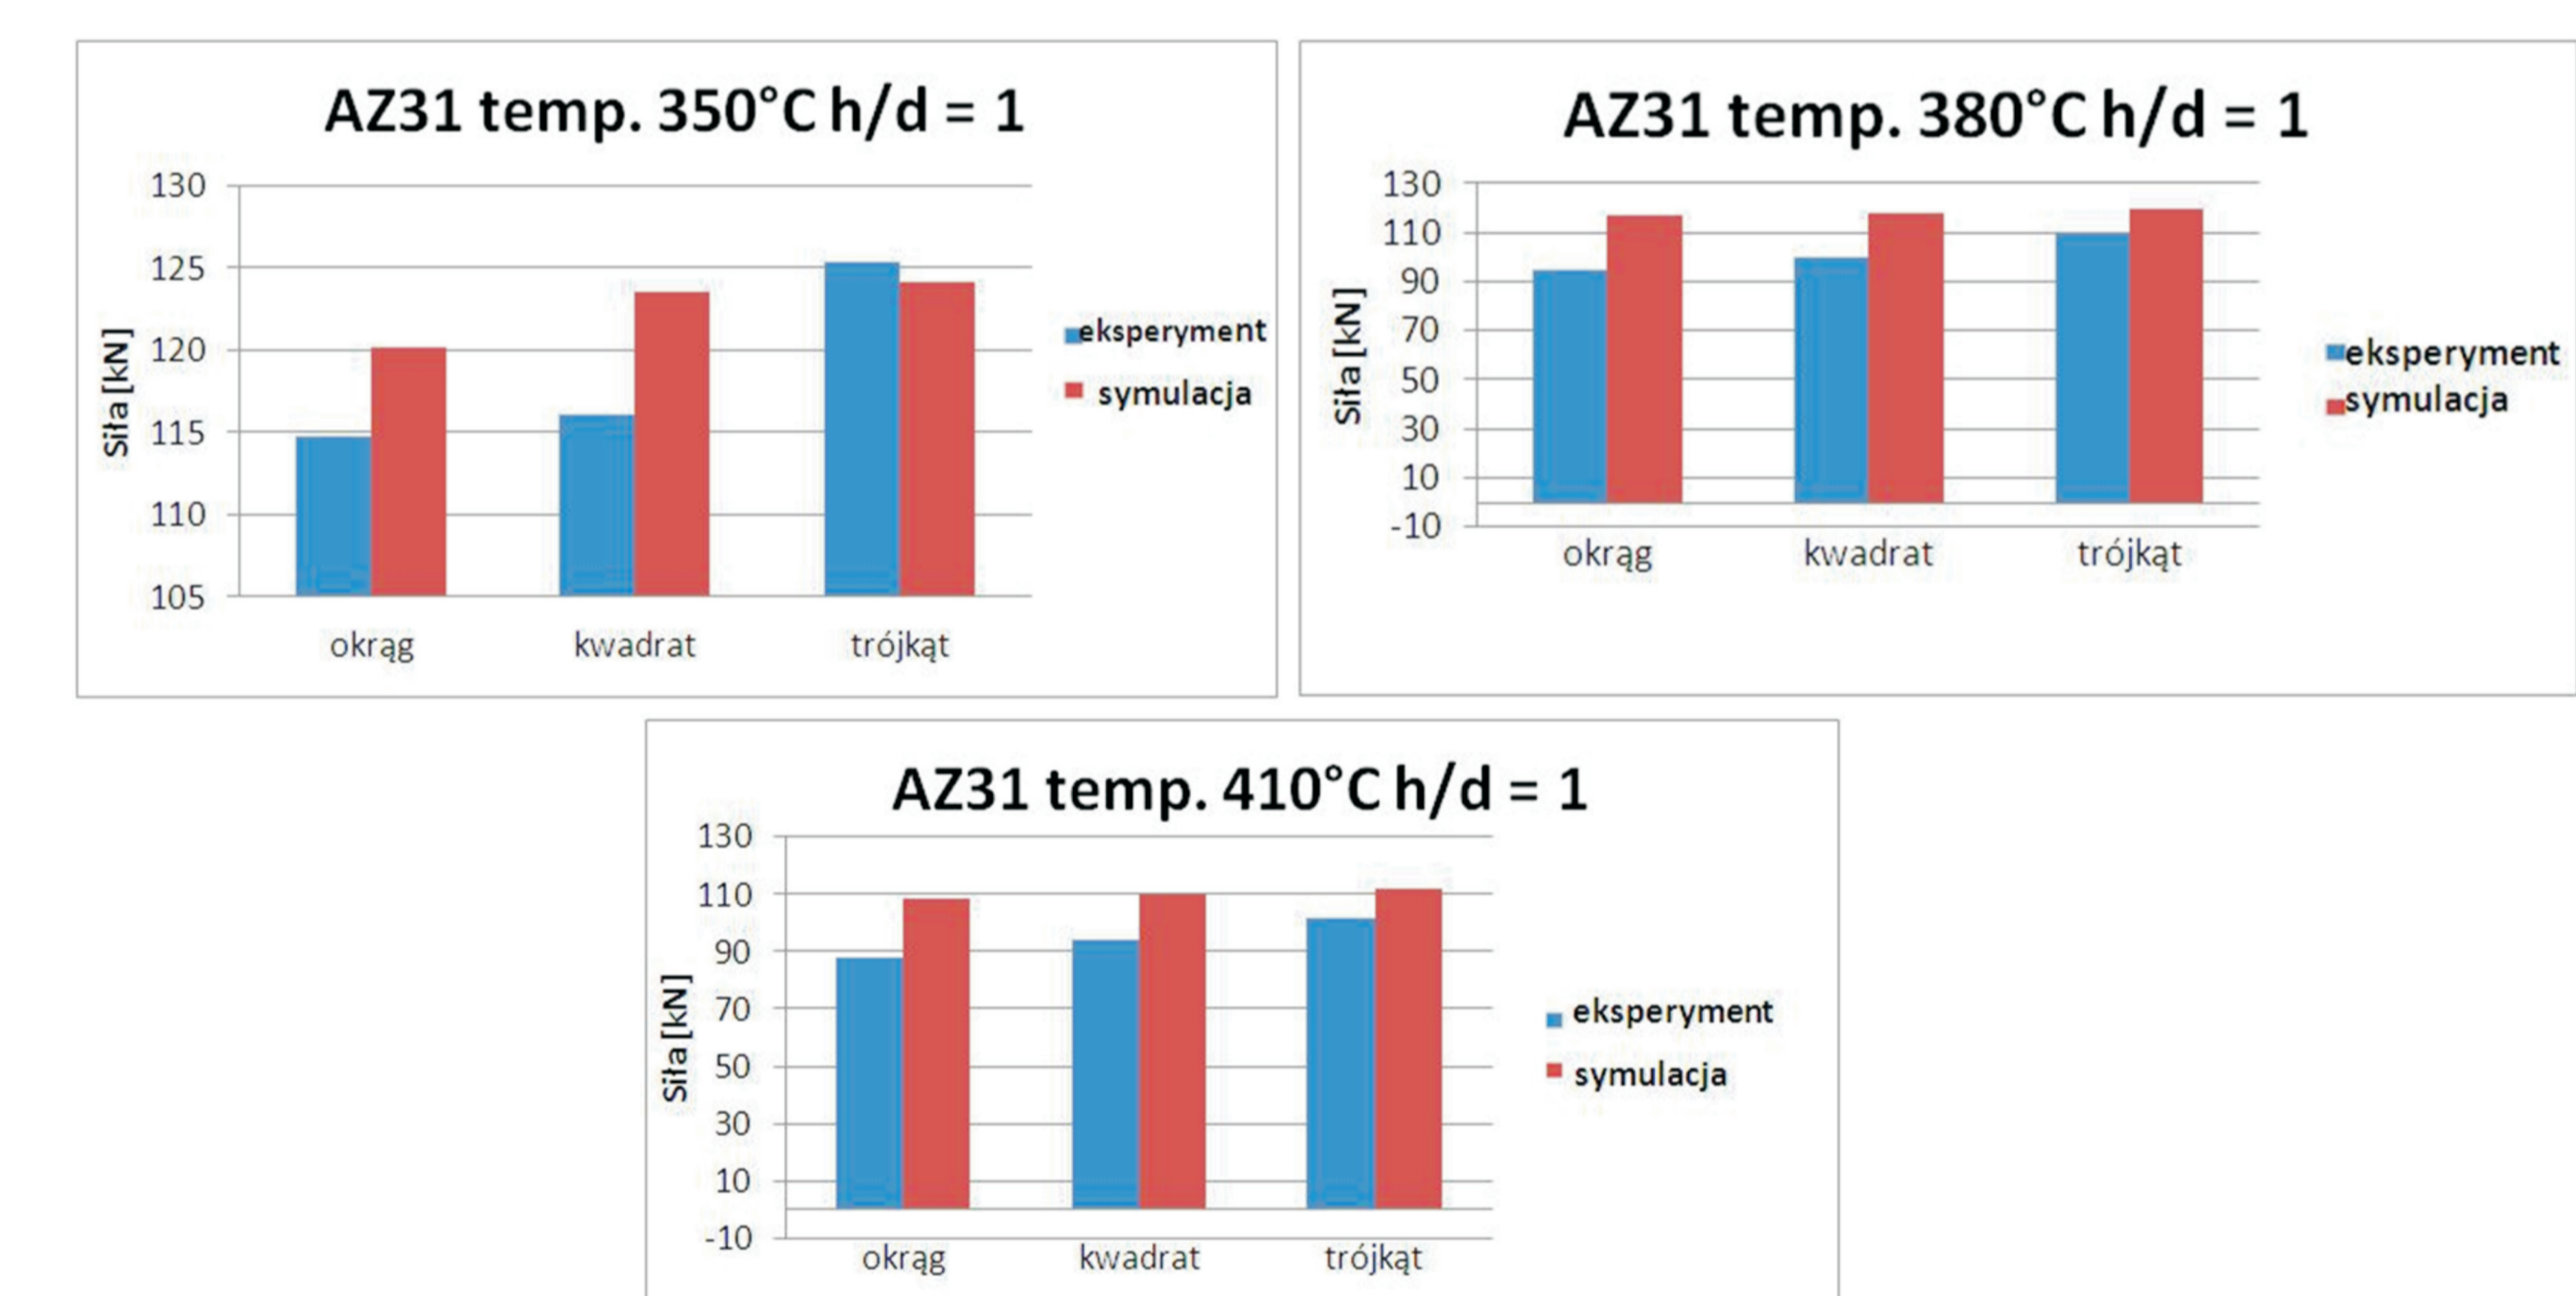 AZ31 temp. 350°C h/d = 1
130
125
120
115
110
105
Siła [kN]
okrąg kwadrat trójkąt
eksperyment
symulacja
AZ31 temp. 380°C h/d = 1
130
110
90
70
50
30
10
-10
Siła [kN]
okrąg kwadrat trójkąt
eksperyment
symulacja
AZ31 temp. 410°C h/d = 1
130
110
90
70
50
30
10
-10
Siła [kN]
okrąg kwadrat trójkąt
eksperyment
symulacja